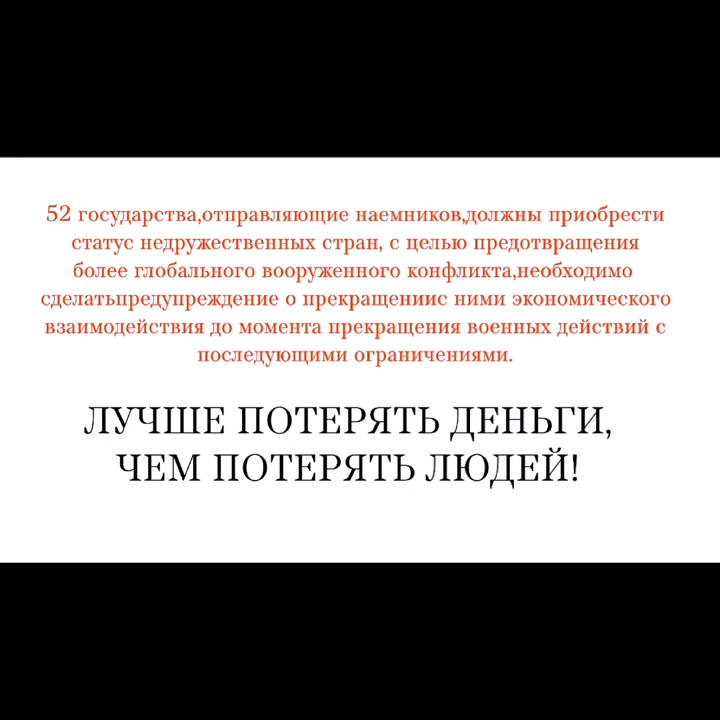 52 государства,отправляющие наемников,должны приобрести
статус недружественных стран, с целью предотвращения
более глобального вооруженного конфликта,необходимо
сделатьпредупреждение о прекращениис ними экономического
взаимодействия до момента прекращения военных действий с
последующими ограничениями.
ЛУЧШЕ ПОТЕРЯТЬ ДЕНЬГИ,
ЧЕМ ПОТЕРЯТЬ ЛЮДЕЙ!